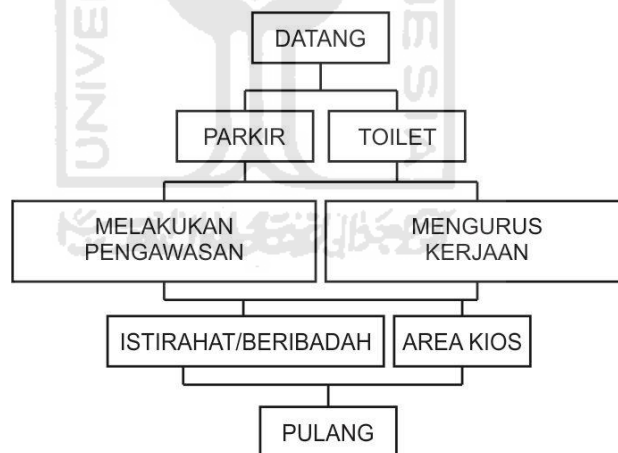 DATANG
PARKIR
TOILET
MELAKUKAN
PENGAWASAN
MENGURUS
KERJAAN
ISTIRAHAT/BERIBADAH
AREA KIOS
PULANG